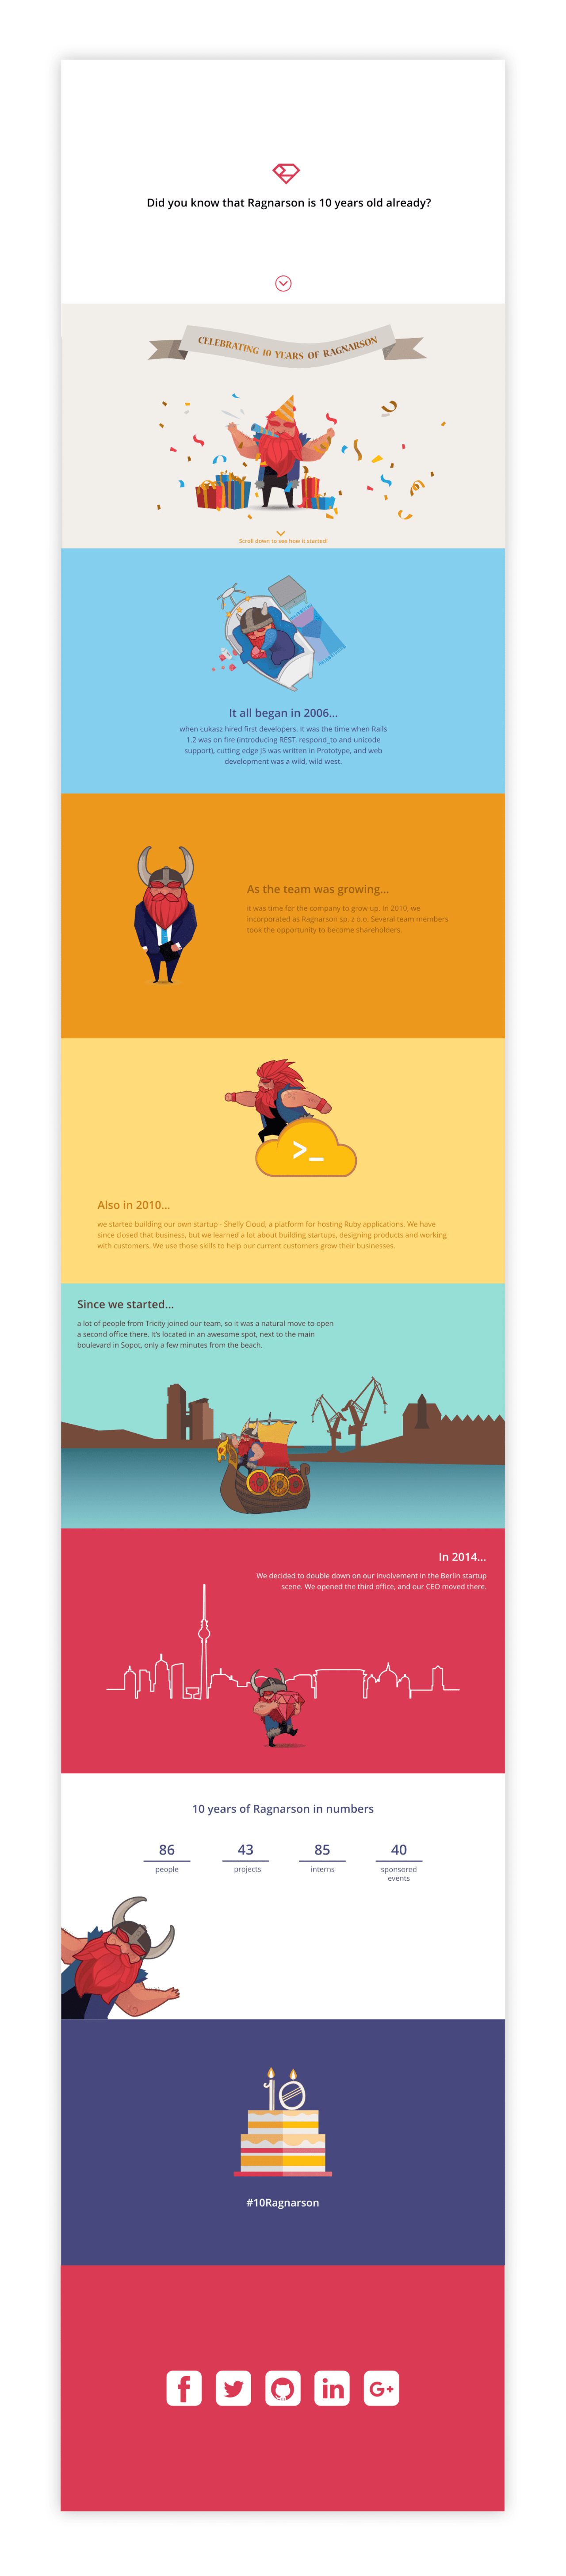 Did you know that Ragnarson is 10 years old already?
CELEBRATING 10 YEARS OF RAGNARSON
Scroll down to see how it started!
It all began in 2006...
when Łukasz hired first developers. It was the time when Rails
1.2 was on fire (introducing REST, respond_to and unicode
support), cutting edge JS was written in Prototype, and web
development was a wild, wild west.
As the team was growing...
it was time for the company to grow up. In 2010, we
incorporated as Ragnarson sp. z o.o. Several team members
took the opportunity to become shareholders.
>_
Also in 2010...
we started building our own startup - Shelly Cloud, a platform for hosting Ruby applications. We have
since closed that business, but we learned a lot about building startups, designing products and working
with customers. We use those skills to help our current customers grow their businesses.
Since we started...
a lot of people from Tricity joined our team, so it was a natural move to open
a second office there. It's located in an awesome spot, next to the main
boulevard in Sopot, only a few minutes from the beach.
In 2014...
We decided to double down on our involvement in the Berlin startup
scene. We opened the third office, and our CEO moved there.
10 years of Ragnarson in numbers
86 43 85 40
people projects interns sponsored
events
10
#10Ragnarson
f in G+